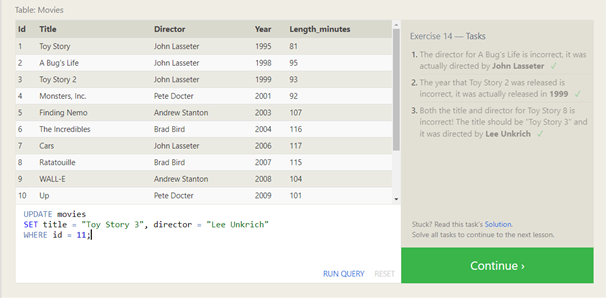 Table: Movies
Id Title Director Year Length_minutes
1 Toy Story John Lasseter 1995 81
2 A Bug's Life John Lasseter 1998 95
3 Toy Story 2 John Lasseter 1999 93
4 Monsters, Inc. Pete Docter 2001 92
5 Finding Nemo Andrew Stanton 2003 107
6 The Incredibles Brad Bird 2004 116
7 Cars John Lasseter 2006 117
8 Ratatouille Brad Bird 2007 115
9 WALL-E Andrew Stanton 2008 104
10 Up Pete Docter 2009 101
UPDATE movies
SET title = "Toy Story 3", director = "Lee Unkrich"
WHERE id = 11;
RUN QUERY RESET
Exercise 14 — Tasks
1. The director for A Bug's Life is incorrect, it was
actually directed by John Lasseter ✓
2. The year that Toy Story 2 was released is
incorrect, it was actually released in 1999 ✓
3. Both the title and director for Toy Story 8 is
incorrect! The title should be "Toy Story 3" and
it was directed by Lee Unkrich ✓
Stuck? Read this task's Solution.
Solve all tasks to continue to the next lesson.
Continue ›